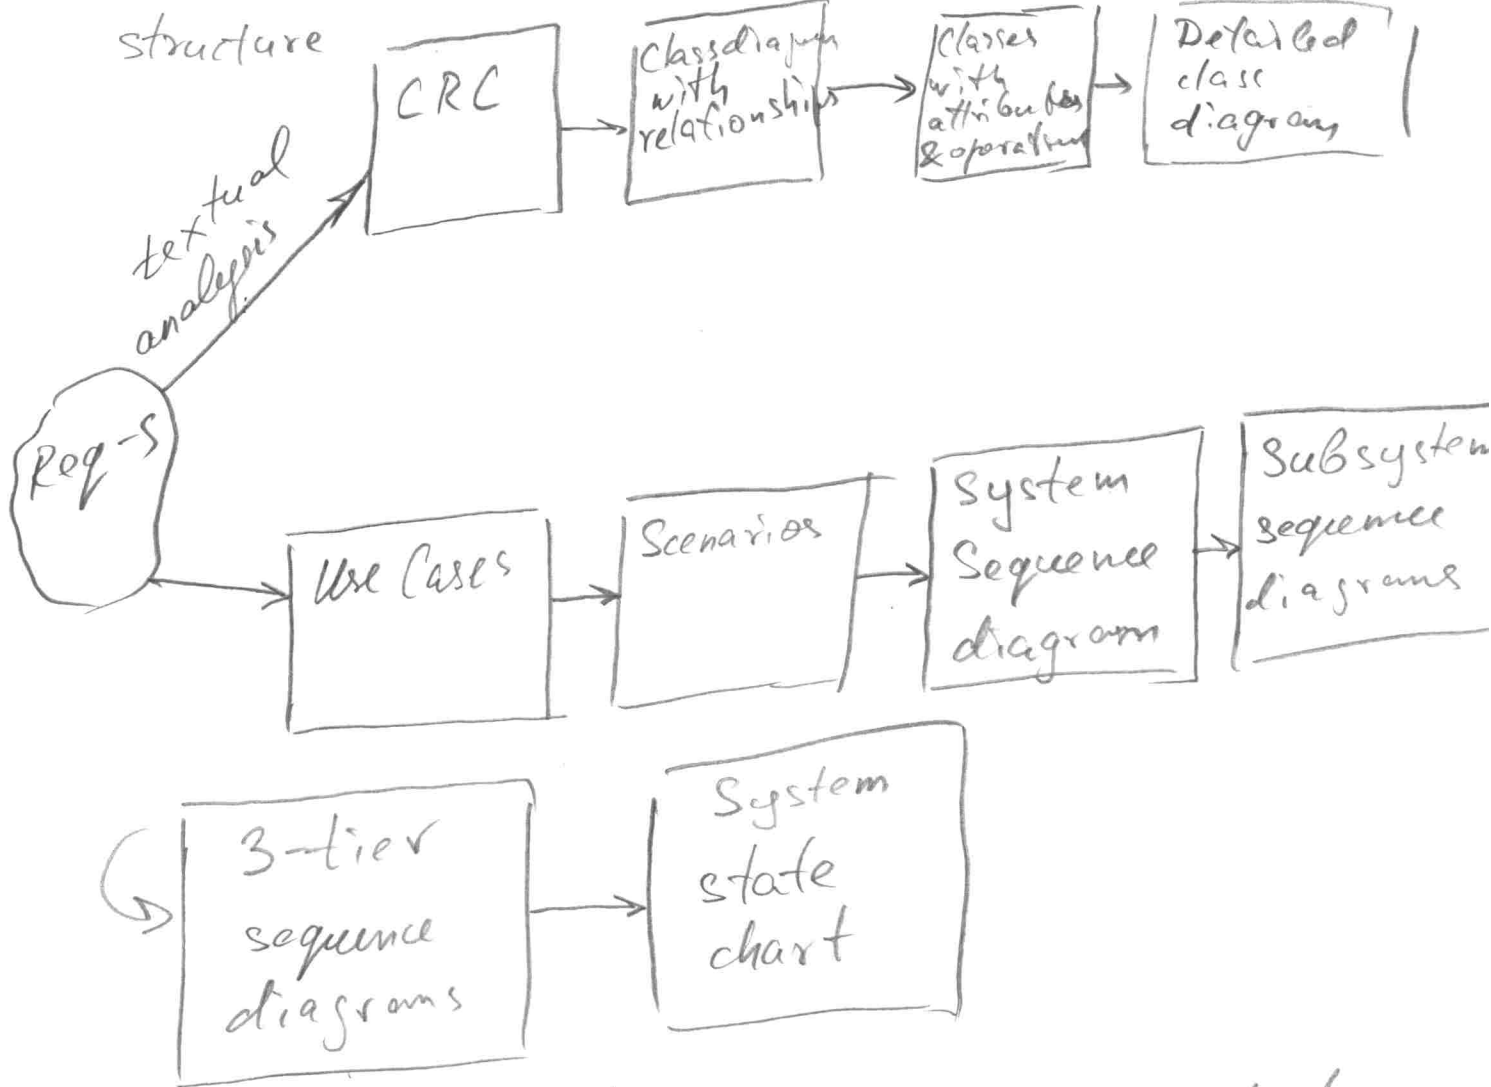 structure
CRC
Classdiagram
with
relationships
Classes
with
attributes
& operations
Detailed
class
diagram
textual
analysis
Req-s
Use Cases
Scenarios
System
Sequence
diagram
Subsystem
sequence
diagrams
3-tier
sequence
diagrams
System
state
chart